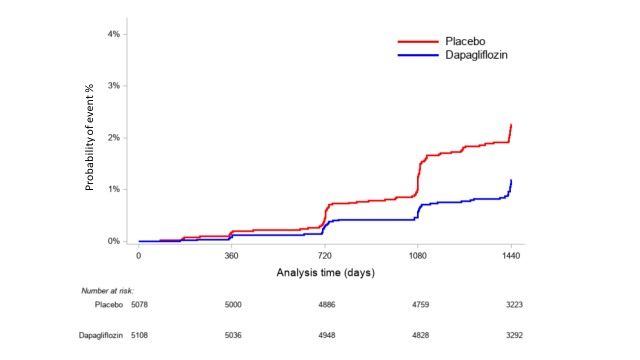 4%
Placebo
Dapagliflozin
3%
2%
1%
0%
Probability of event %
0 360 720 1080 1440
Analysis time (days)
Number at risk:
Placebo 5078 5000 4886 4759 3223
Dapagliflozin 5108 5036 4948 4828 3292